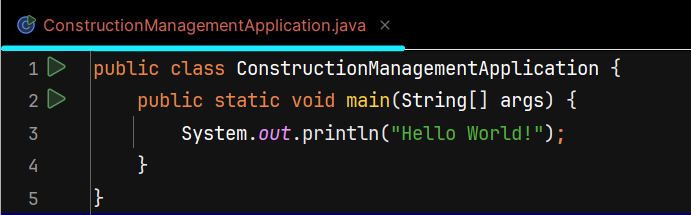 ConstructionManagementApplication.java ×
1 public class ConstructionManagementApplication {
2     public static void main(String[] args) {
3         System.out.println("Hello World!");
4     }
5 }